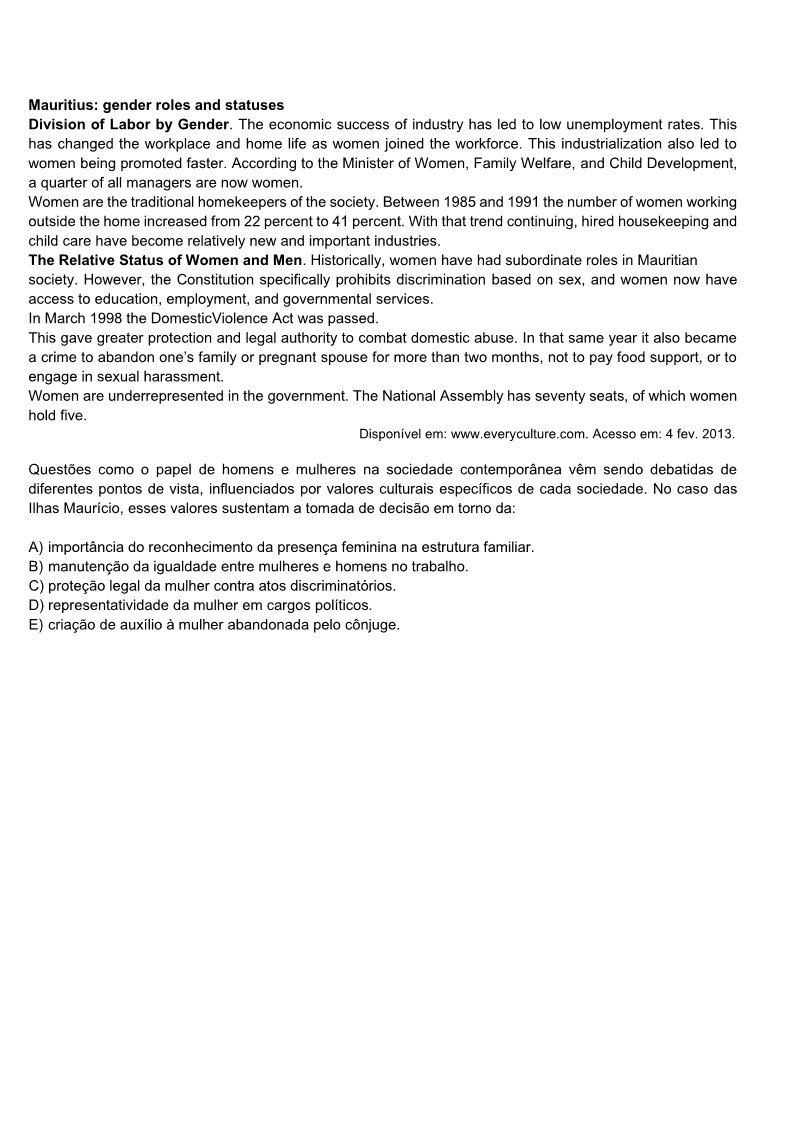 Mauritius: gender roles and statuses
Division of Labor by Gender. The economic success of industry has led to low unemployment rates. This
has changed the workplace and home life as women joined the workforce. This industrialization also led to
women being promoted faster. According to the Minister of Women, Family Welfare, and Child Development,
a quarter of all managers are now women.
Women are the traditional homekeepers of the society. Between 1985 and 1991 the number of women working
outside the home increased from 22 percent to 41 percent. With that trend continuing, hired housekeeping and
child care have become relatively new and important industries.
The Relative Status of Women and Men. Historically, women have had subordinate roles in Mauritian
society. However, the Constitution specifically prohibits discrimination based on sex, and women now have
access to education, employment, and governmental services.
In March 1998 the DomesticViolence Act was passed.
This gave greater protection and legal authority to combat domestic abuse. In that same year it also became
a crime to abandon one’s family or pregnant spouse for more than two months, not to pay food support, or to
engage in sexual harassment.
Women are underrepresented in the government. The National Assembly has seventy seats, of which women
hold five.
Disponível em: www.everyculture.com. Acesso em: 4 fev. 2013.
Questões como o papel de homens e mulheres na sociedade contemporânea vêm sendo debatidas de
diferentes pontos de vista, influenciados por valores culturais específicos de cada sociedade. No caso das
Ilhas Maurício, esses valores sustentam a tomada de decisão em torno da:
A) importância do reconhecimento da presença feminina na estrutura familiar.
B) manutenção da igualdade entre mulheres e homens no trabalho.
C) proteção legal da mulher contra atos discriminatórios.
D) representatividade da mulher em cargos políticos.
E) criação de auxílio à mulher abandonada pelo cônjuge.